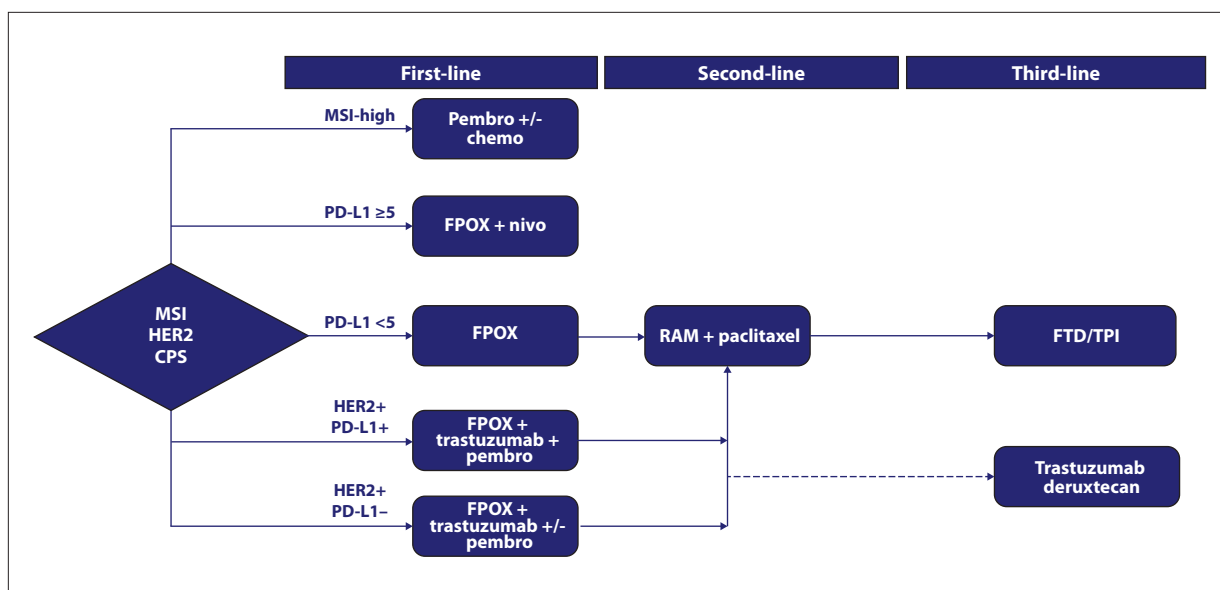 First-line
Second-line
Third-line
MSI-high
Pembro +/-
chemo
PD-L1 ≥5
FPOX + nivo
MSI
HER2
CPS
PD-L1 <5
FPOX
RAM + paclitaxel
FTD/TPI
HER2+
PD-L1+
FPOX +
trastuzumab +
pembro
Trastuzumab
deruxtecan
HER2+
PD-L1–
FPOX +
trastuzumab +/-
pembro